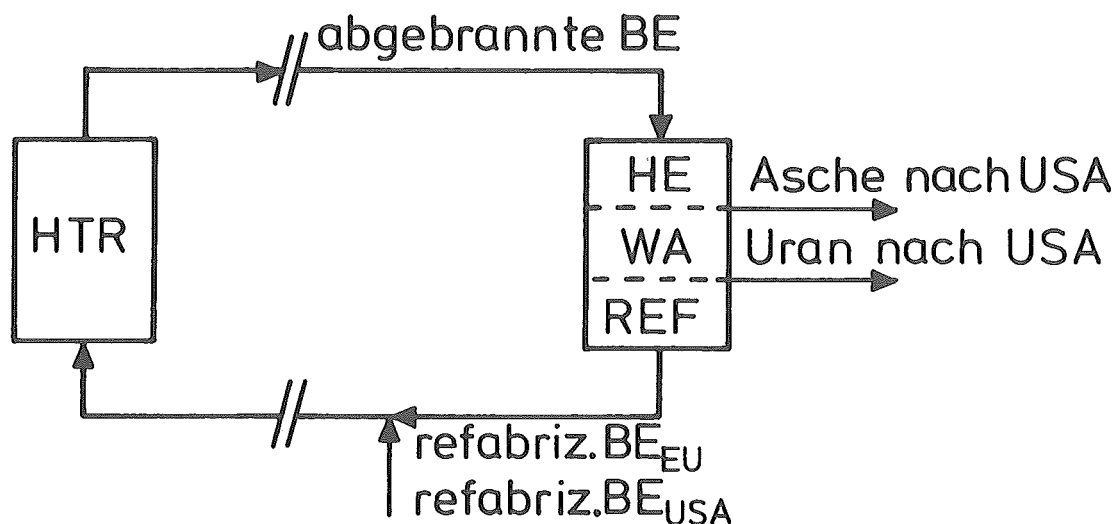 abgebrannte BE
HTR
HE
Asche nach USA
WA
Uran nach USA
REF
refabriz. BE_EU
refabriz. BE_USA